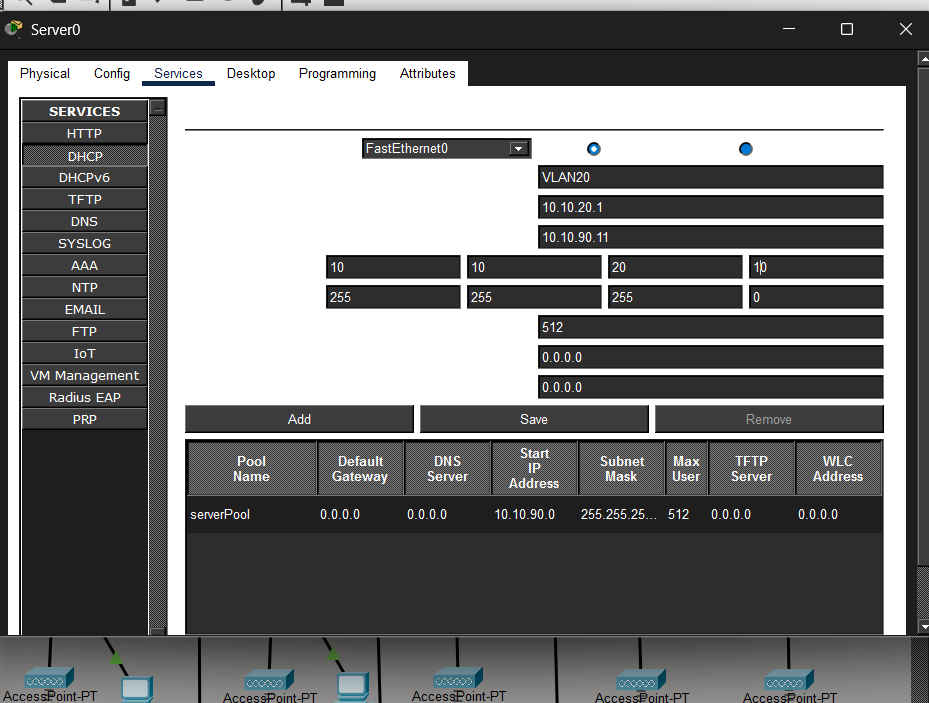 Server0
Physical Config Services Desktop Programming Attributes
SERVICES
HTTP
DHCP
DHCPv6
TFTP
DNS
SYSLOG
AAA
NTP
EMAIL
FTP
IoT
VM Management
Radius EAP
PRP
FastEthernet0
VLAN20
10.10.20.1
10.10.90.11
10 10 20 10
255 255 255 0
512
0.0.0.0
0.0.0.0
Add Save Remove
Pool Name Default Gateway DNS Server Start IP Address Subnet Mask Max User TFTP Server WLC Address
serverPool 0.0.0.0 0.0.0.0 10.10.90.0 255.255.25... 512 0.0.0.0 0.0.0.0
AccessPoint-PT AccessPoint-PT AccessPoint-PT AccessPoint-PT AccessPoint-PT